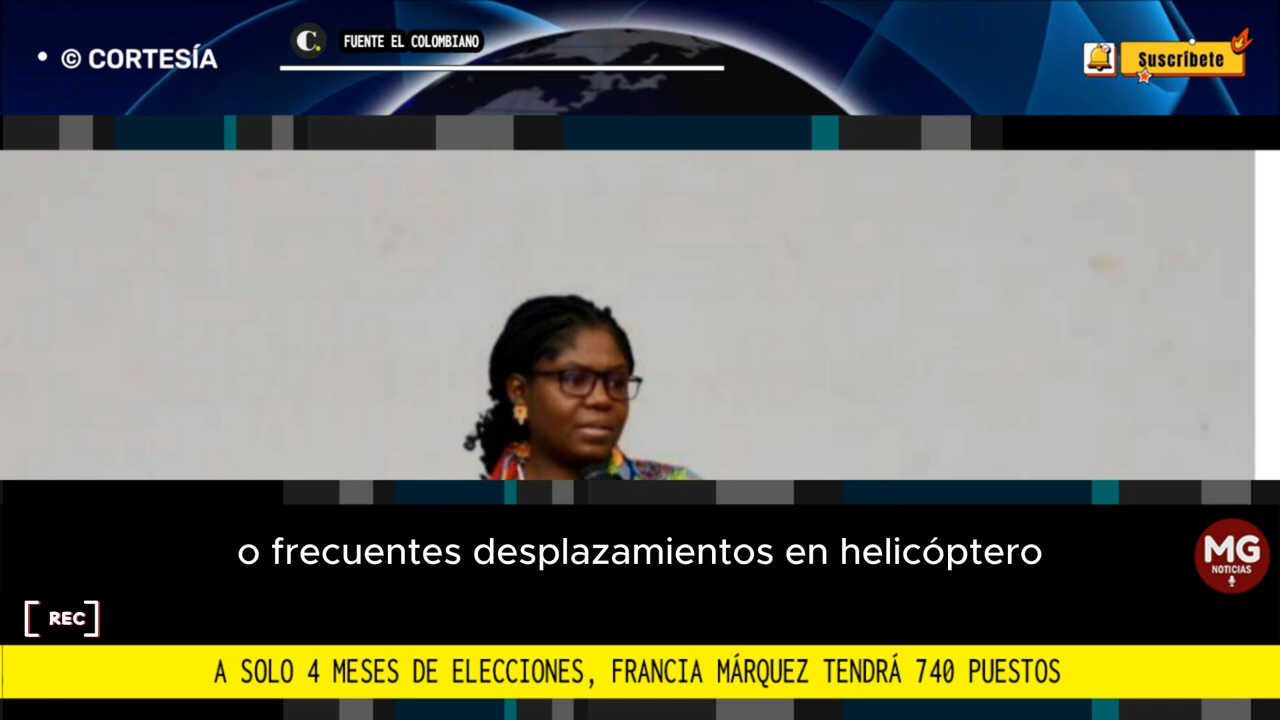 • © CORTESÍA
C.
FUENTE EL COLOMBIANO
Suscríbete
o frecuentes desplazamientos en helicóptero
MG
NOTICIAS
[ REC ]
A SOLO 4 MESES DE ELECCIONES, FRANCIA MÁRQUEZ TENDRÁ 740 PUESTOS